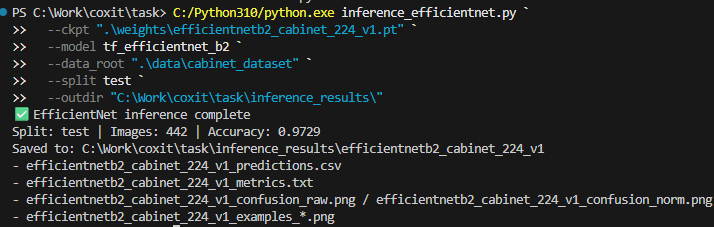 PS C:\Work\coxit\task> C:/Python310/python.exe inference_efficientnet.py `
>>   --ckpt ".\weights\efficientnetb2_cabinet_224_v1.pt" `
>>   --model tf_efficientnet_b2 `
>>   --data_root ".\data\cabinet_dataset" `
>>   --split test `
>>   --outdir "C:\Work\coxit\task\inference_results\"
✅ EfficientNet inference complete
Split: test | Images: 442 | Accuracy: 0.9729
Saved to: C:\Work\coxit\task\inference_results\efficientnetb2_cabinet_224_v1
- efficientnetb2_cabinet_224_v1_predictions.csv
- efficientnetb2_cabinet_224_v1_metrics.txt
- efficientnetb2_cabinet_224_v1_confusion_raw.png / efficientnetb2_cabinet_224_v1_confusion_norm.png
- efficientnetb2_cabinet_224_v1_examples_*.png